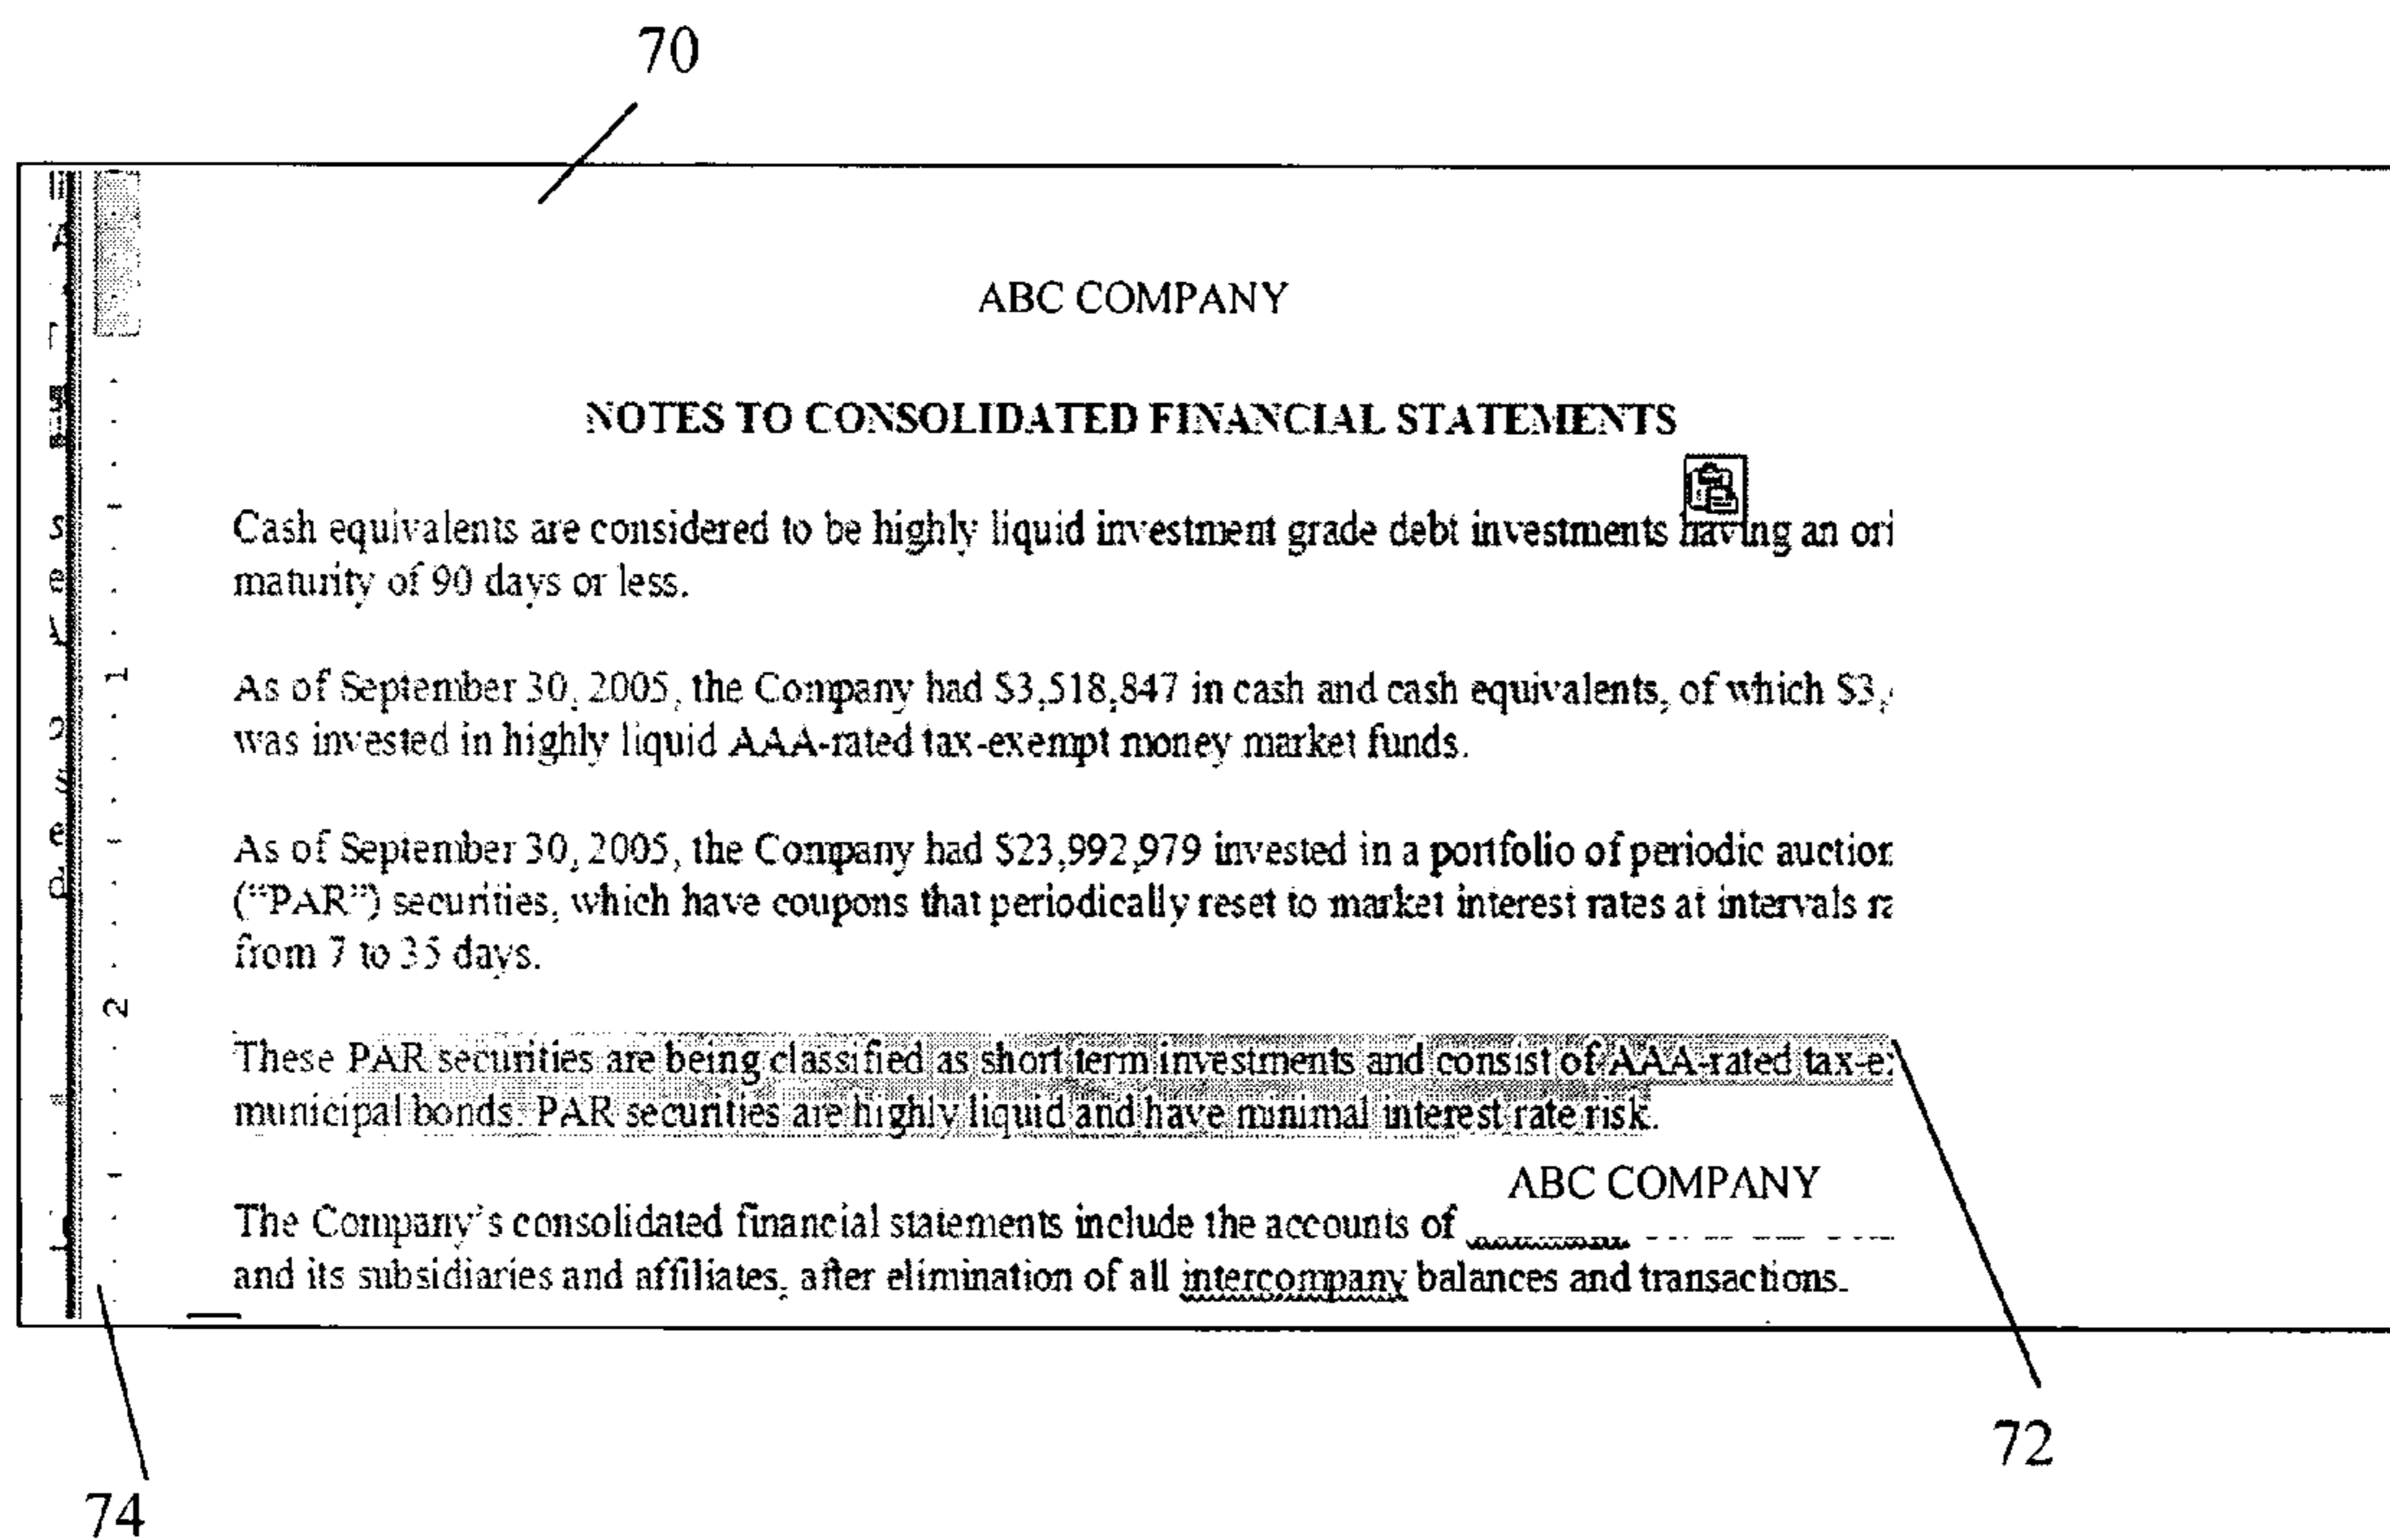 70
ABC COMPANY
NOTES TO CONSOLIDATED FINANCIAL STATEMENTS
Cash equivalents are considered to be highly liquid investment grade debt investments having an ori
maturity of 90 days or less.
1
As of September 30, 2005, the Company had $3,518,847 in cash and cash equivalents, of which $3,
was invested in highly liquid AAA-rated tax-exempt money market funds.
As of September 30, 2005, the Company had $23,992,979 invested in a portfolio of periodic auction
("PAR") securities, which have coupons that periodically reset to market interest rates at intervals ra
from 7 to 35 days.
2
These PAR securities are being classified as short term investments and consist of AAA-rated tax-ex
municipal bonds. PAR securities are highly liquid and have minimal interest rate risk.
ABC COMPANY
The Company's consolidated financial statements include the accounts of
and its subsidiaries and affiliates, after elimination of all intercompany balances and transactions.
72
74